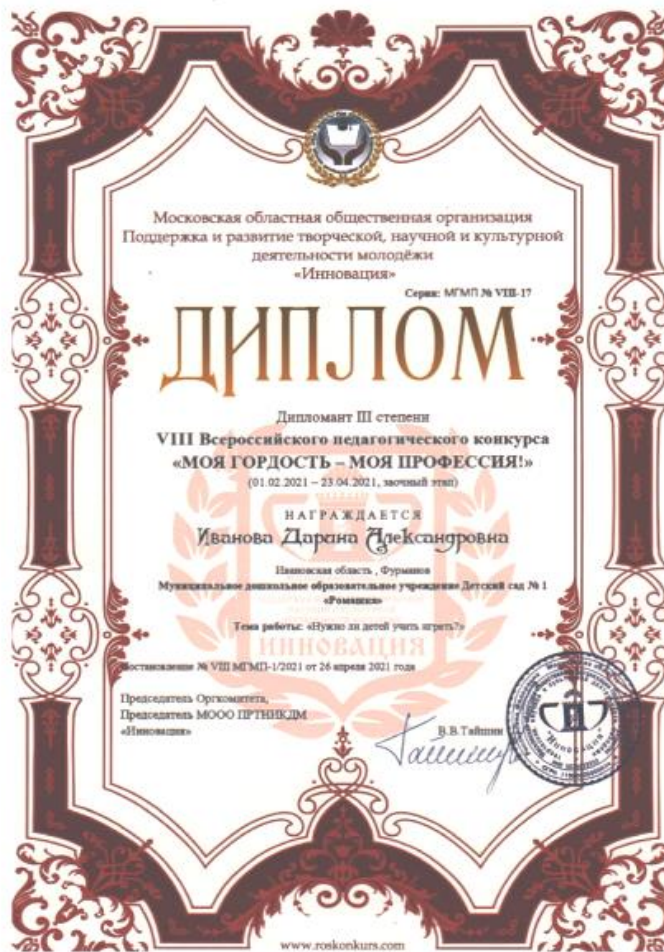 Московская областная общественная организация
Поддержка и развитие творческой, научной и культурной
деятельности молодёжи
«Инновация»
Серия: МГМП № VIII-17
ДИПЛОМ
Дипломант III степени
VIII Всероссийского педагогического конкурса
«МОЯ ГОРДОСТЬ – МОЯ ПРОФЕССИЯ!»
(01.02.2021 – 23.04.2021, заочный этап)
НАГРАЖДАЕТСЯ
Иванова Дарина Александровна
Ивановская область , Фурманов
Муниципальное дошкольное образовательное учреждение Детский сад № 1
«Ромашка»
Тема работы: «Нужно ли детей учить играть?»
ИННОВАЦИЯ
Постановление № VIII МГМП-1/2021 от 26 апреля 2021 года
Председатель Оргкомитета,
Председатель МООО ПРТНИКДМ
«Инновация»
В.В.Тайшин
"Инновация"
www.roskonkurs.com